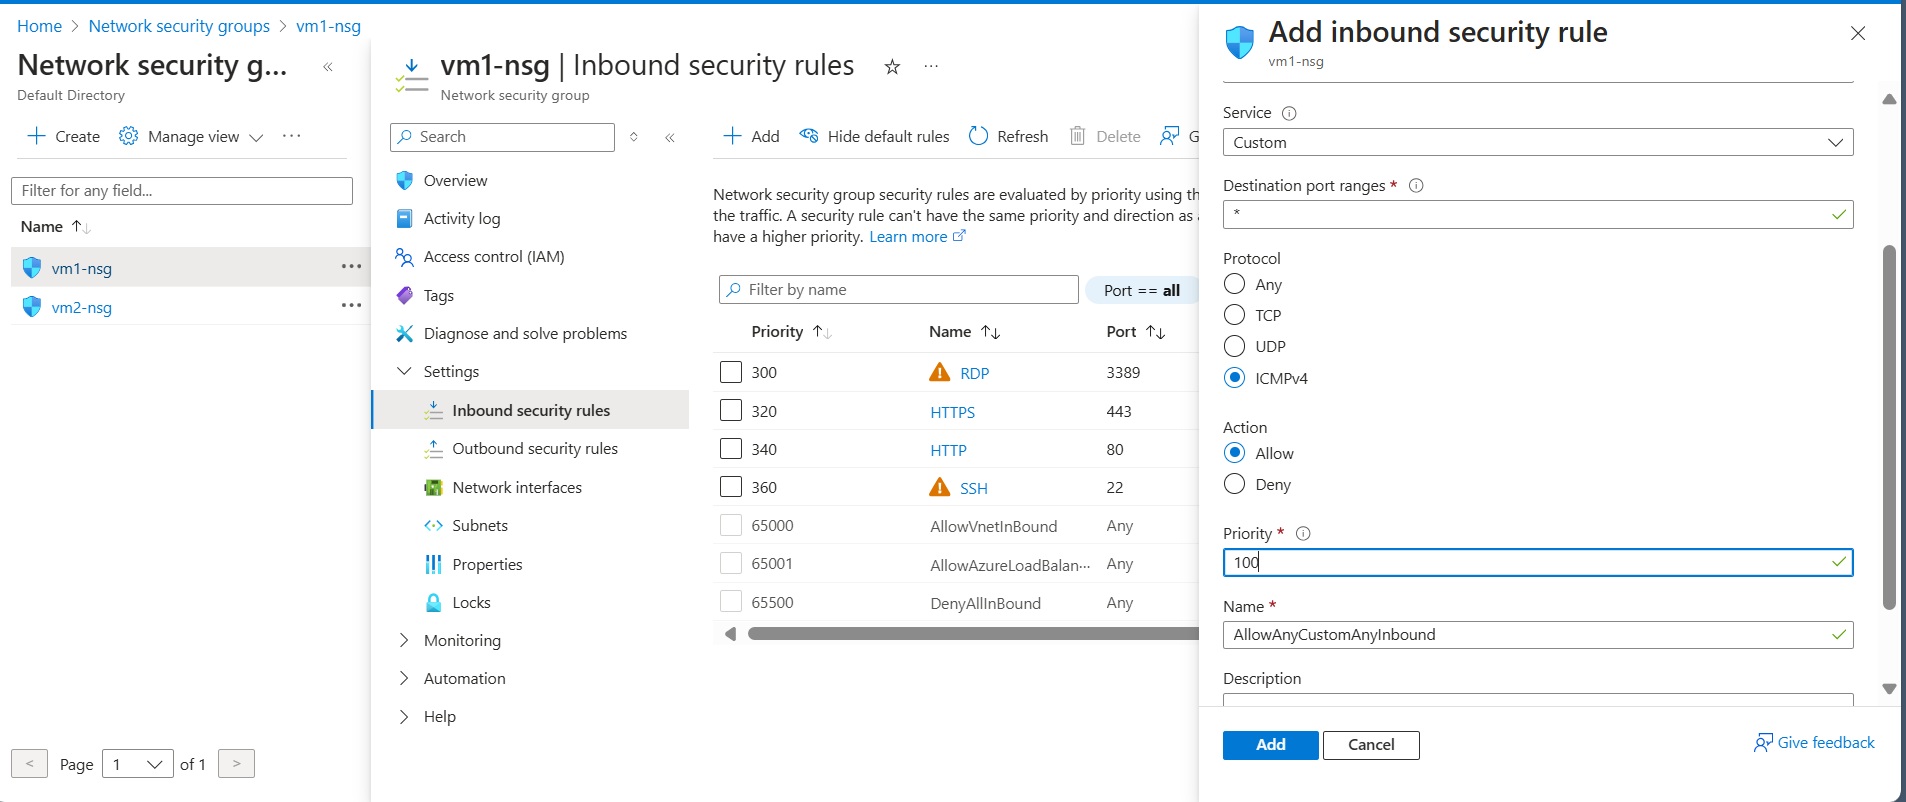 Home > Network security groups > vm1-nsg
Network security g...
Default Directory
Create
Manage view
Filter for any field...
Name
vm1-nsg
vm2-nsg
< Page 1 of 1 >
vm1-nsg | Inbound security rules
Network security group
Search
Overview
Activity log
Access control (IAM)
Tags
Diagnose and solve problems
Settings
Inbound security rules
Outbound security rules
Network interfaces
Subnets
Properties
Locks
Monitoring
Automation
Help
Add
Hide default rules
Refresh
Delete
G
Network security group security rules are evaluated by priority using th
the traffic. A security rule can't have the same priority and direction as
have a higher priority. Learn more
Filter by name
Port == all
Priority Name Port
300 RDP 3389
320 HTTPS 443
340 HTTP 80
360 SSH 22
65000 AllowVnetInBound Any
65001 AllowAzureLoadBalan... Any
65500 DenyAllInBound Any
Add inbound security rule
vm1-nsg
Service
Custom
Destination port ranges *
*
Protocol
Any
TCP
UDP
ICMPv4
Action
Allow
Deny
Priority *
100
Name *
AllowAnyCustomAnyInbound
Description
Add
Cancel
Give feedback